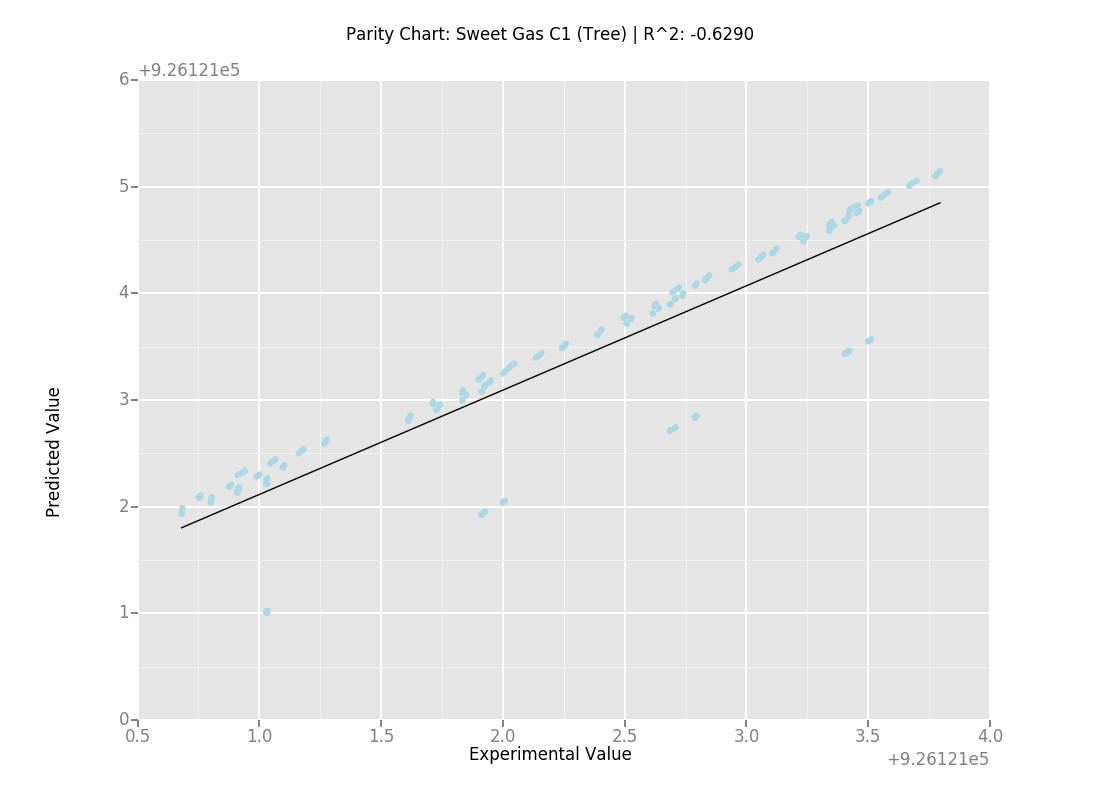 Parity Chart: Sweet Gas C1 (Tree) | R^2: -0.6290
+9.26121e5
6
5
4
3
2
1
0
Predicted Value
0.5 1.0 1.5 2.0 2.5 3.0 3.5 4.0
Experimental Value
+9.26121e5